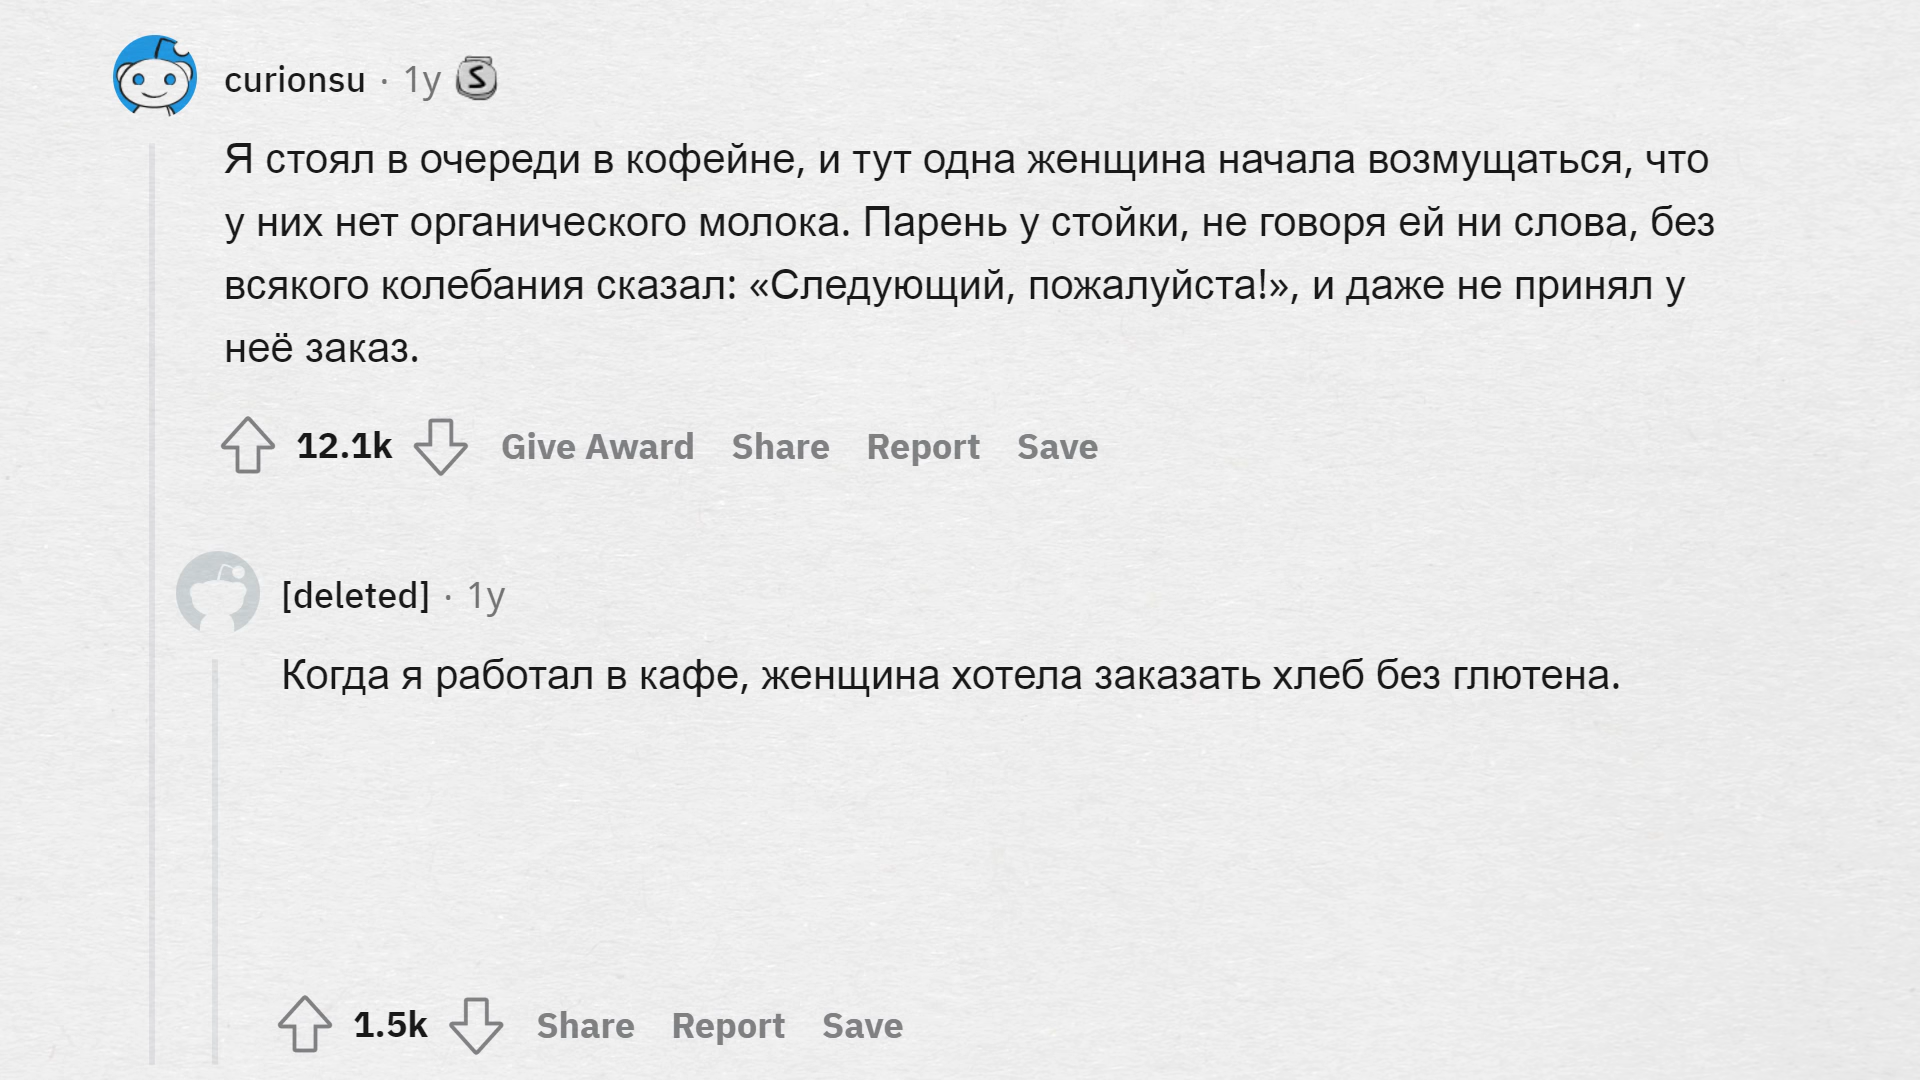 curionsu · 1y
Я стоял в очереди в кофейне, и тут одна женщина начала возмущаться, что
у них нет органического молока. Парень у стойки, не говоря ей ни слова, без
всякого колебания сказал: «Следующий, пожалуйста!», и даже не принял у
неё заказ.
12.1k Give Award Share Report Save
[deleted] · 1y
Когда я работал в кафе, женщина хотела заказать хлеб без глютена.
1.5k Share Report Save